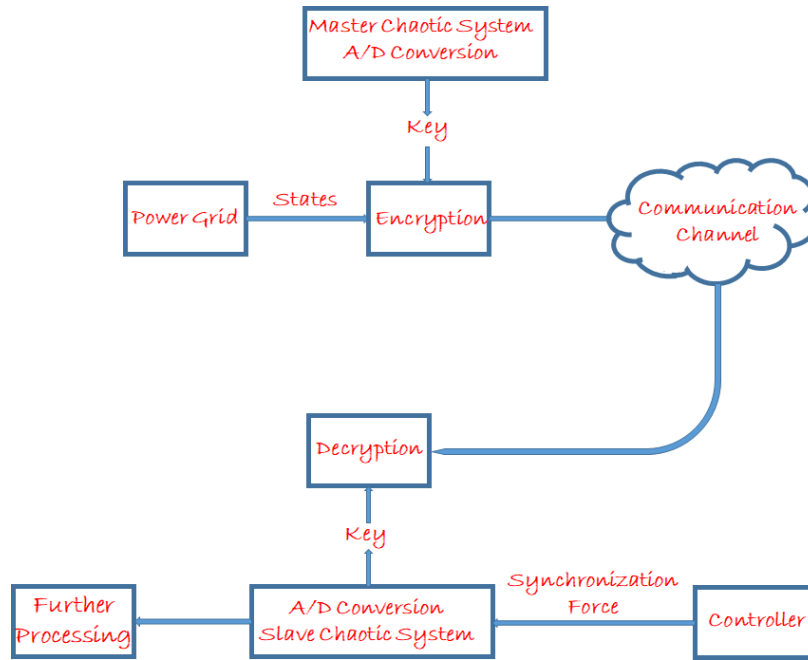 Master Chaotic System
A/D Conversion
Key
Power Grid
States
Encryption
Communication
Channel
Decryption
Key
Further
Processing
A/D Conversion
Slave Chaotic System
Synchronization
Force
Controller